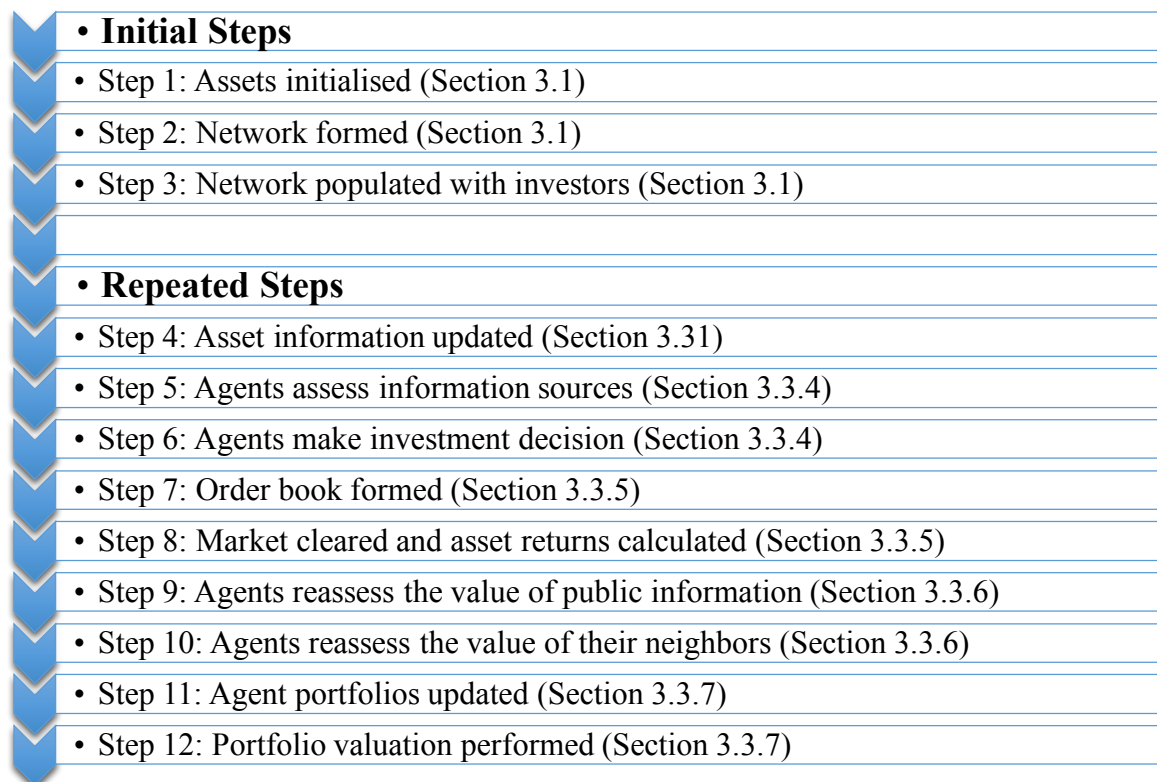 • Initial Steps
• Step 1: Assets initialised (Section 3.1)
• Step 2: Network formed (Section 3.1)
• Step 3: Network populated with investors (Section 3.1)
• Repeated Steps
• Step 4: Asset information updated (Section 3.31)
• Step 5: Agents assess information sources (Section 3.3.4)
• Step 6: Agents make investment decision (Section 3.3.4)
• Step 7: Order book formed (Section 3.3.5)
• Step 8: Market cleared and asset returns calculated (Section 3.3.5)
• Step 9: Agents reassess the value of public information (Section 3.3.6)
• Step 10: Agents reassess the value of their neighbors (Section 3.3.6)
• Step 11: Agent portfolios updated (Section 3.3.7)
• Step 12: Portfolio valuation performed (Section 3.3.7)